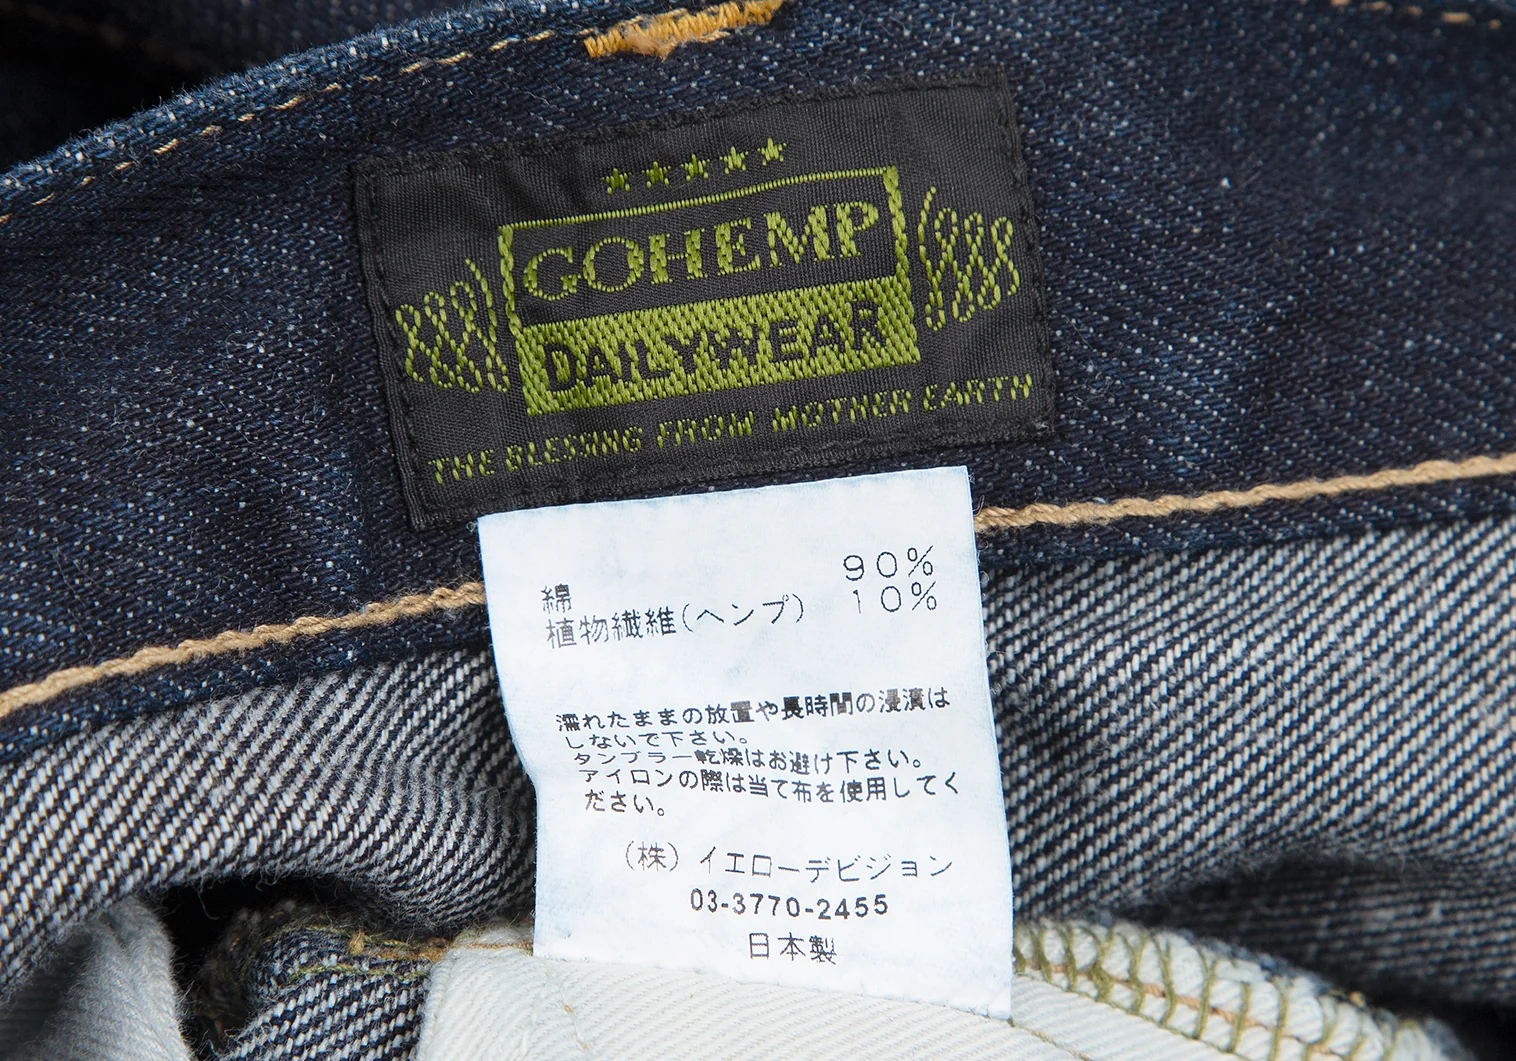 ★★★★★
GOHEMP
DAILYWEAR
THE BLESSING FROM MOTHER EARTH
綿 90%
植物繊維(ヘンプ) 10%
濡れたままの放置や長時間の浸漬は
しないで下さい。
タンブラー乾燥はお避け下さい。
アイロンの際は当て布を使用してく
ださい。
(株)イエローデビジョン
03-3770-2455
日本製